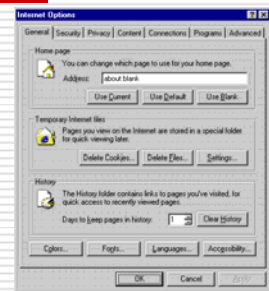 Internet Options
General Security Privacy Content Connections Programs Advanced
Home page
You can change which page to use for your home page.
Address: about:blank
Use Current Use Default Use Blank
Temporary Internet files
Pages you view on the Internet are stored in a special folder
for quick viewing later.
Delete Cookies... Delete Files... Settings...
History
The History folder contains links to pages you've visited, for
quick access to recently viewed pages.
Days to keep pages in history: 1 Clear History
Colors... Fonts... Languages... Accessibility...
OK Cancel Apply